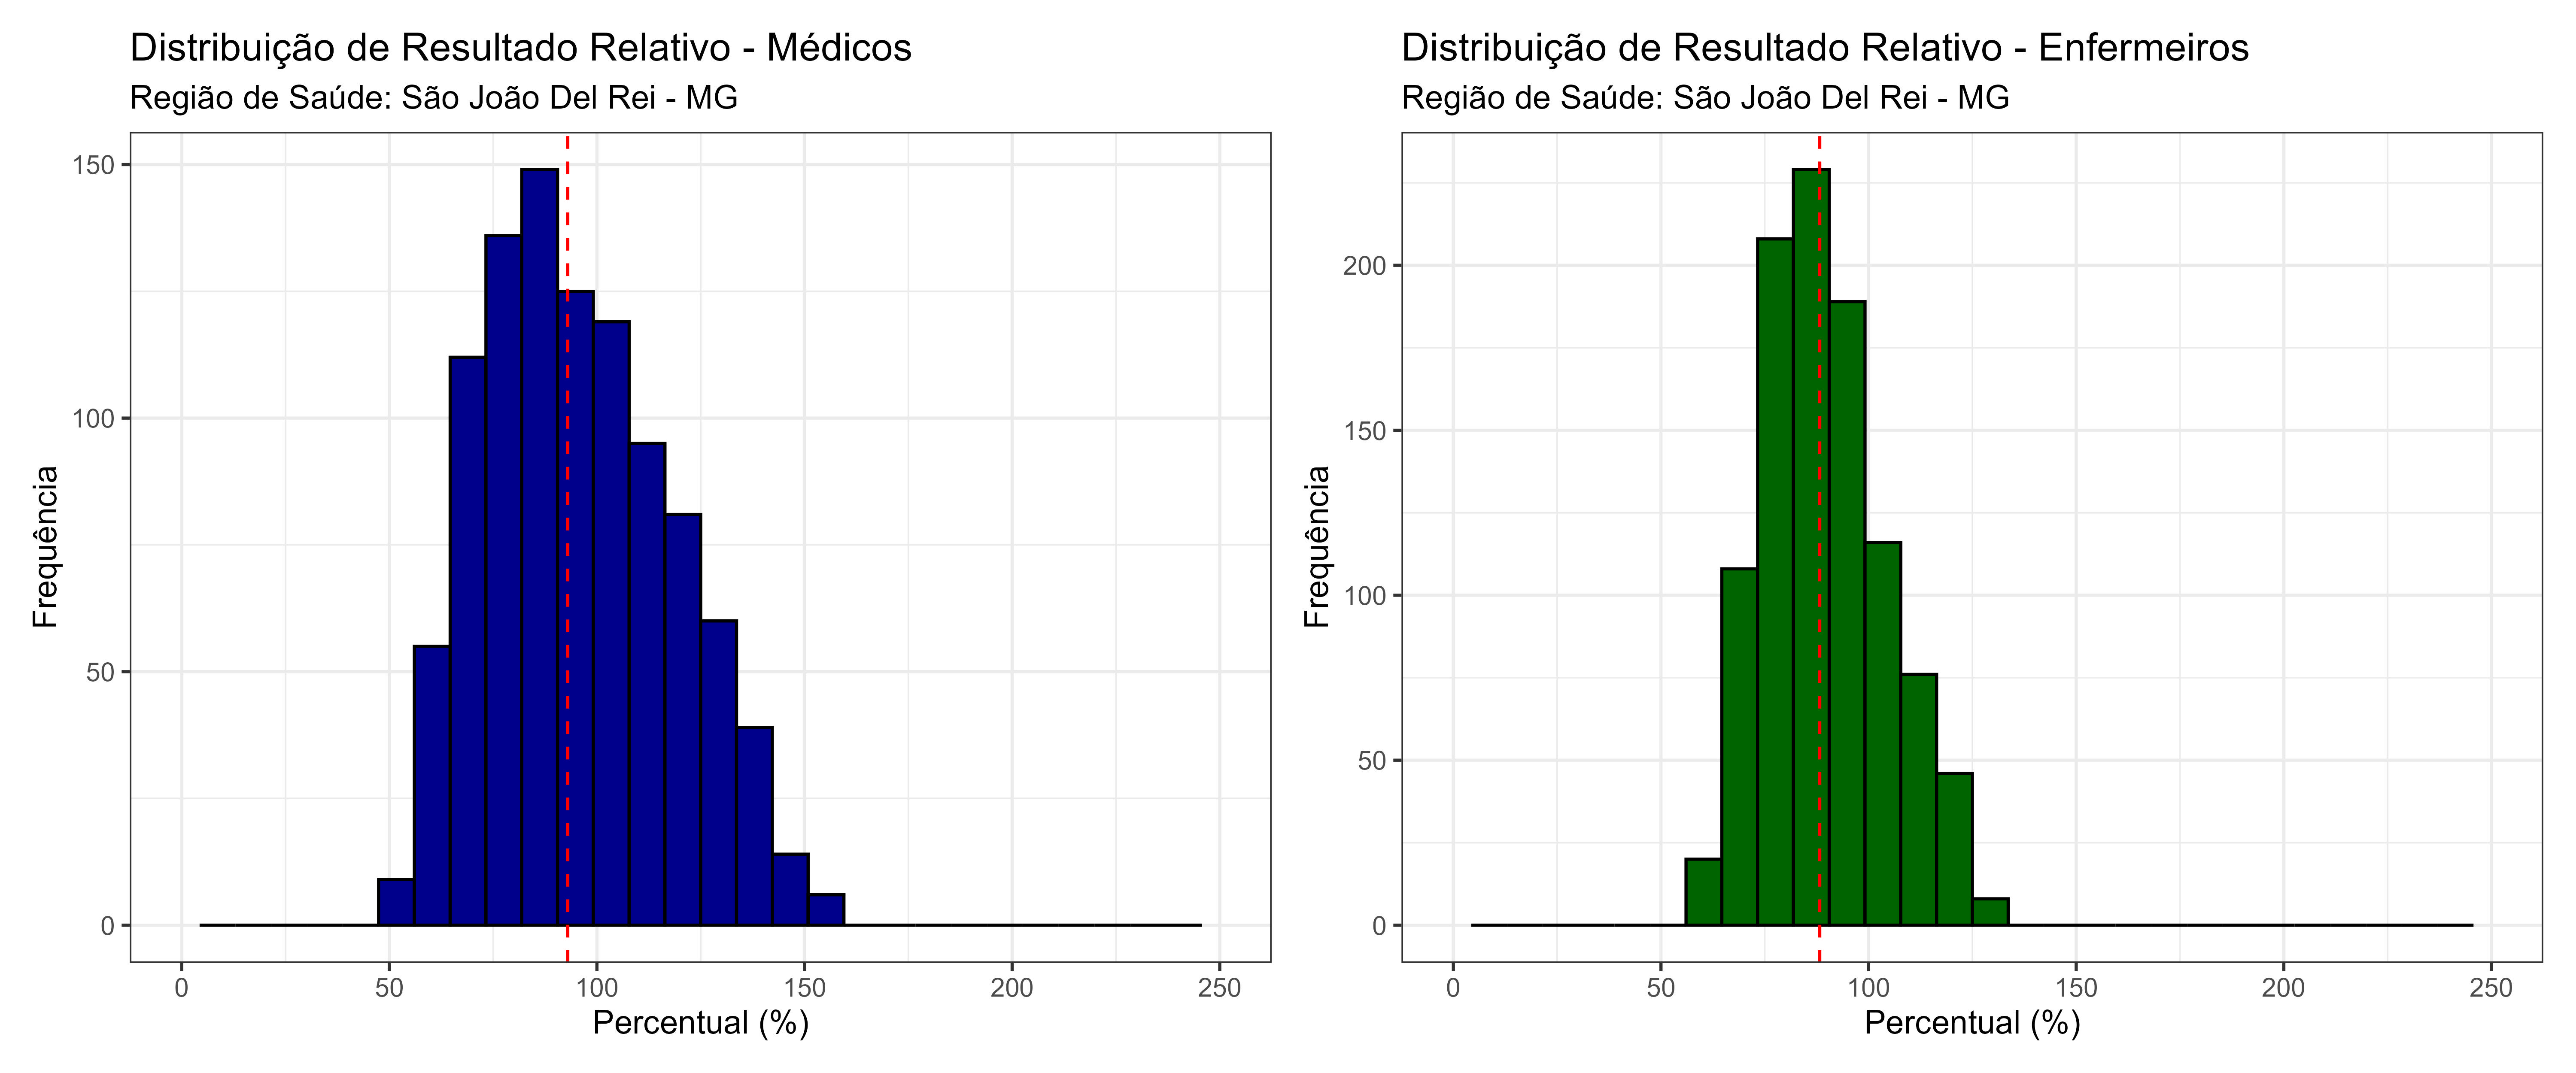 Distribuição de Resultado Relativo - Médicos
Região de Saúde: São João Del Rei - MG
150
100
50
0
Frequência
0 50 100 150 200 250
Percentual (%)
Distribuição de Resultado Relativo - Enfermeiros
Região de Saúde: São João Del Rei - MG
200
150
100
50
0
Frequência
0 50 100 150 200 250
Percentual (%)